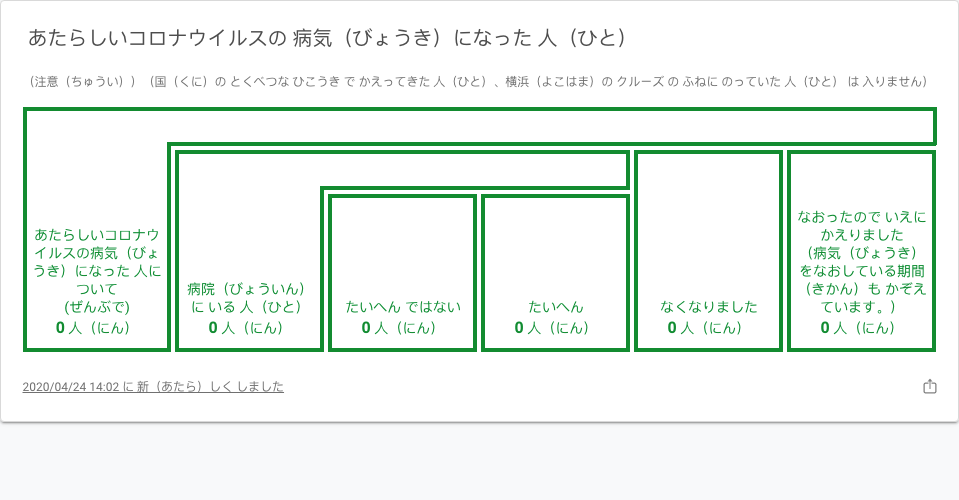 あたらしいコロナウイルスの 病気（びょうき）になった 人（ひと）
（注意（ちゅうい））（国（くに）の とくべつな ひこうき で かえってきた 人（ひと）、横浜（よこはま）の クルーズ の ふねに のっていた 人（ひと） は 入りません）
あたらしいコロナウ
イルスの病気（びょ
うき）になった 人に
ついて
(ぜんぶで)
0 人（にん）
病院（びょういん）
に いる 人（ひと）
0 人（にん）
たいへん ではない
0 人（にん）
たいへん
0 人（にん）
なくなりました
0 人（にん）
なおったので いえに
かえりました
（病気（びょうき）
をなおしている期間
（きかん）も かぞえ
ています。）
0 人（にん）
2020/04/24 14:02 に 新（あたら）しく しました